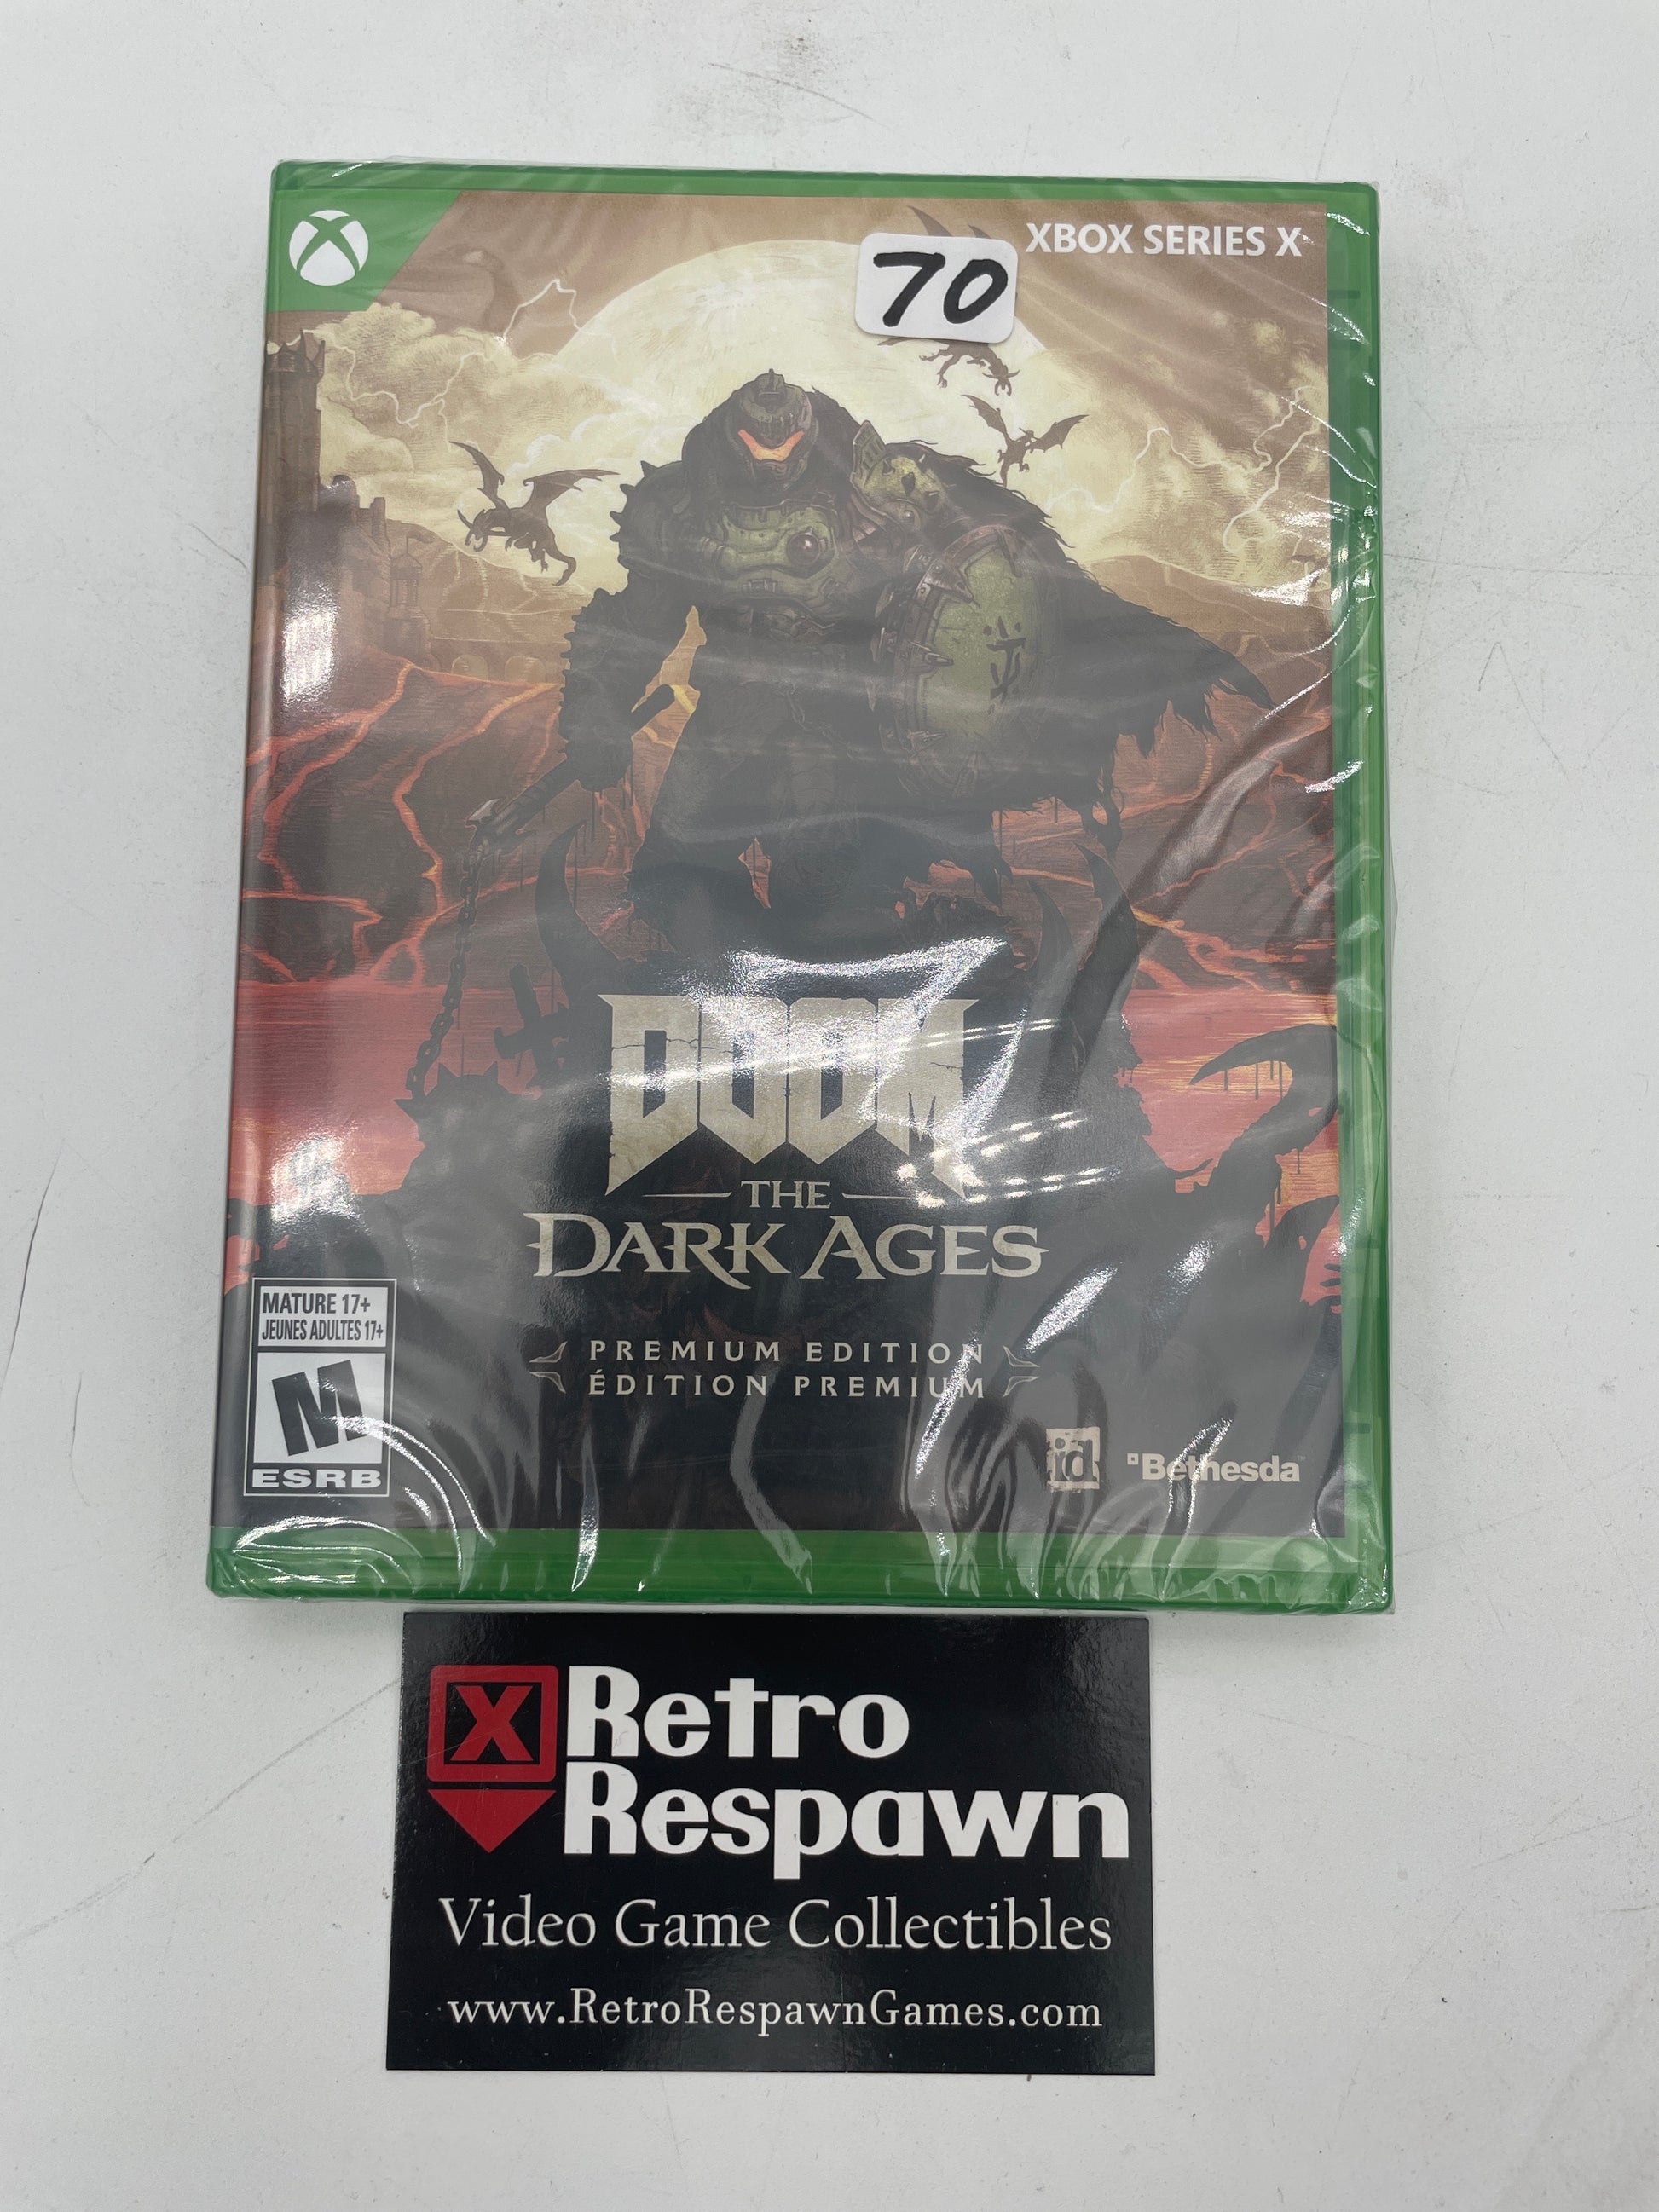 XBOX SERIES X
70
DOOM
THE
DARK AGES
PREMIUM EDITION
ÉDITION PREMIUM
MATURE 17+
JEUNES ADULTES 17+
M
ESRB
id
Bethesda
X Retro
Respawn
Video Game Collectibles
www.RetroRespawnGames.com